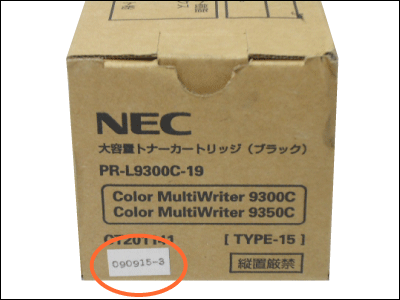 NEC
大容量トナーカートリッジ（ブラック）
PR-L9300C-19
Color MultiWriter 9300C
Color MultiWriter 9350C
CT201141 [ TYPE-15 ]
090915-3 縦置厳禁